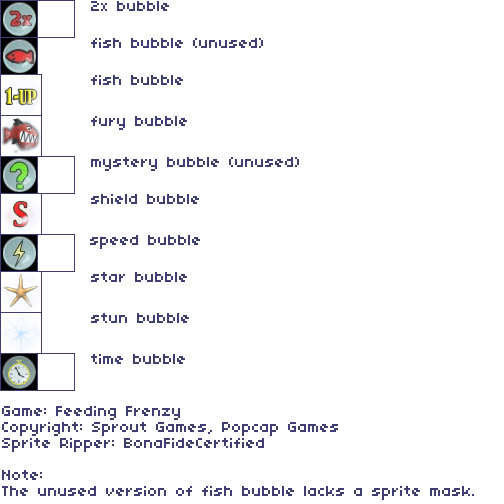 2x
2x bubble
fish bubble (unused)
1-UP
fish bubble
fury bubble
?
mystery bubble (unused)
S
shield bubble
speed bubble
star bubble
stun bubble
time bubble
Game: Feeding Frenzy
Copyright: Sprout Games, Popcap Games
Sprite Ripper: BonaFideCertified
Note:
The unused version of fish bubble lacks a sprite mask.